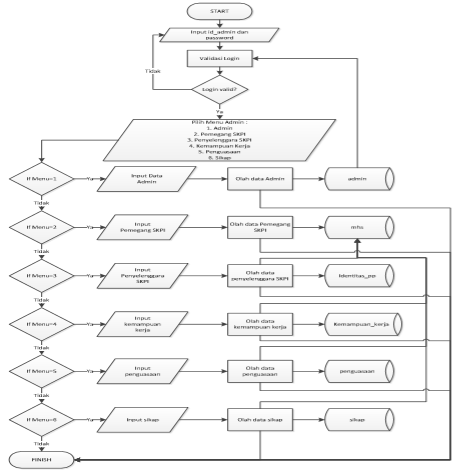 START
Input id_admin dan
password
Validasi Login
Tidak
Login valid?
Ya
Pilih Menu Admin :
1. Admin
2. Pemegang SKPI
3. Penyelenggara SKPI
4. Kemampuan Kerja
5. Penguasaan
6. Sikap
If Menu=1
Ya
Input Data
Admin
Olah data Admin
admin
Tidak
If Menu=2
Ya
Input
Pemegang SKPI
Olah data Pemegang
SKPI
mhs
Tidak
If Menu=3
Ya
Input
Penyelenggara
SKPI
Olah data
penyelenggara SKPI
Identitas_pp
Tidak
If Menu=4
Ya
Input
kemampuan
kerja
Olah data
kemampuan kerja
Kemampuan_kerja
Tidak
If Menu=5
Ya
Input
penguasaan
Olah data
penguasaan
penguasaan
Tidak
If Menu=6
Ya
Input sikap
Olah data sikap
sikap
Tidak
FINISH